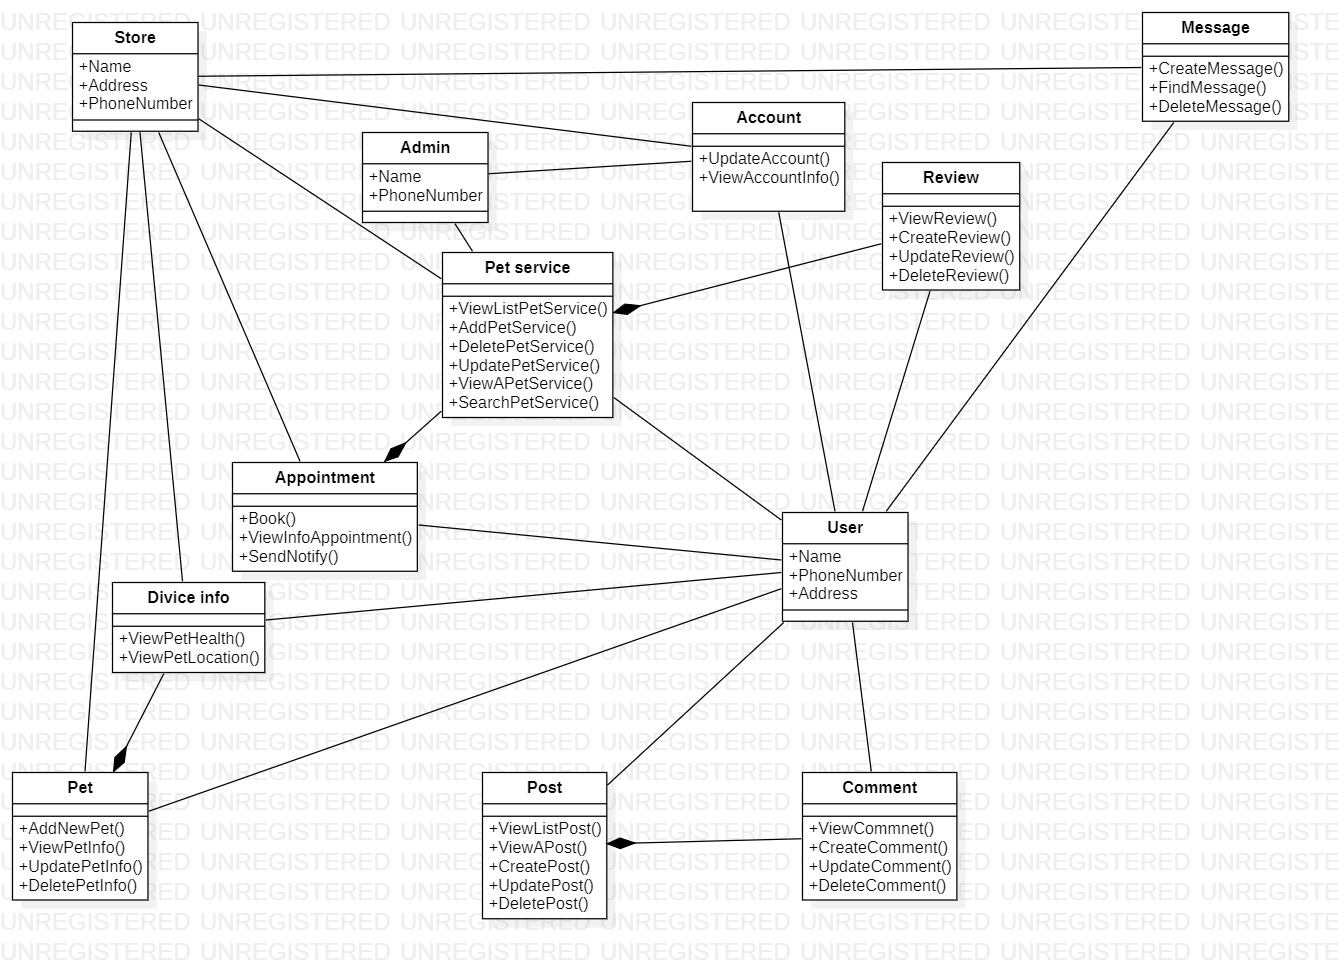 Store
+Name
+Address
+PhoneNumber
Message
+CreateMessage()
+FindMessage()
+DeleteMessage()
Admin
+Name
+PhoneNumber
Account
+UpdateAccount()
+ViewAccountInfo()
Review
+ViewReview()
+CreateReview()
+UpdateReview()
+DeleteReview()
Pet service
+ViewListPetService()
+AddPetService()
+DeletePetService()
+UpdatePetService()
+ViewAPetService()
+SearchPetService()
Appointment
+Book()
+ViewInfoAppointment()
+SendNotify()
User
+Name
+PhoneNumber
+Address
Divice info
+ViewPetHealth()
+ViewPetLocation()
Pet
+AddNewPet()
+ViewPetInfo()
+UpdatePetInfo()
+DeletePetInfo()
Post
+ViewListPost()
+ViewAPost()
+CreatePost()
+UpdatePost()
+DeletePost()
Comment
+ViewCommnet()
+CreateComment()
+UpdateComment()
+DeleteComment()
UNREGISTERED